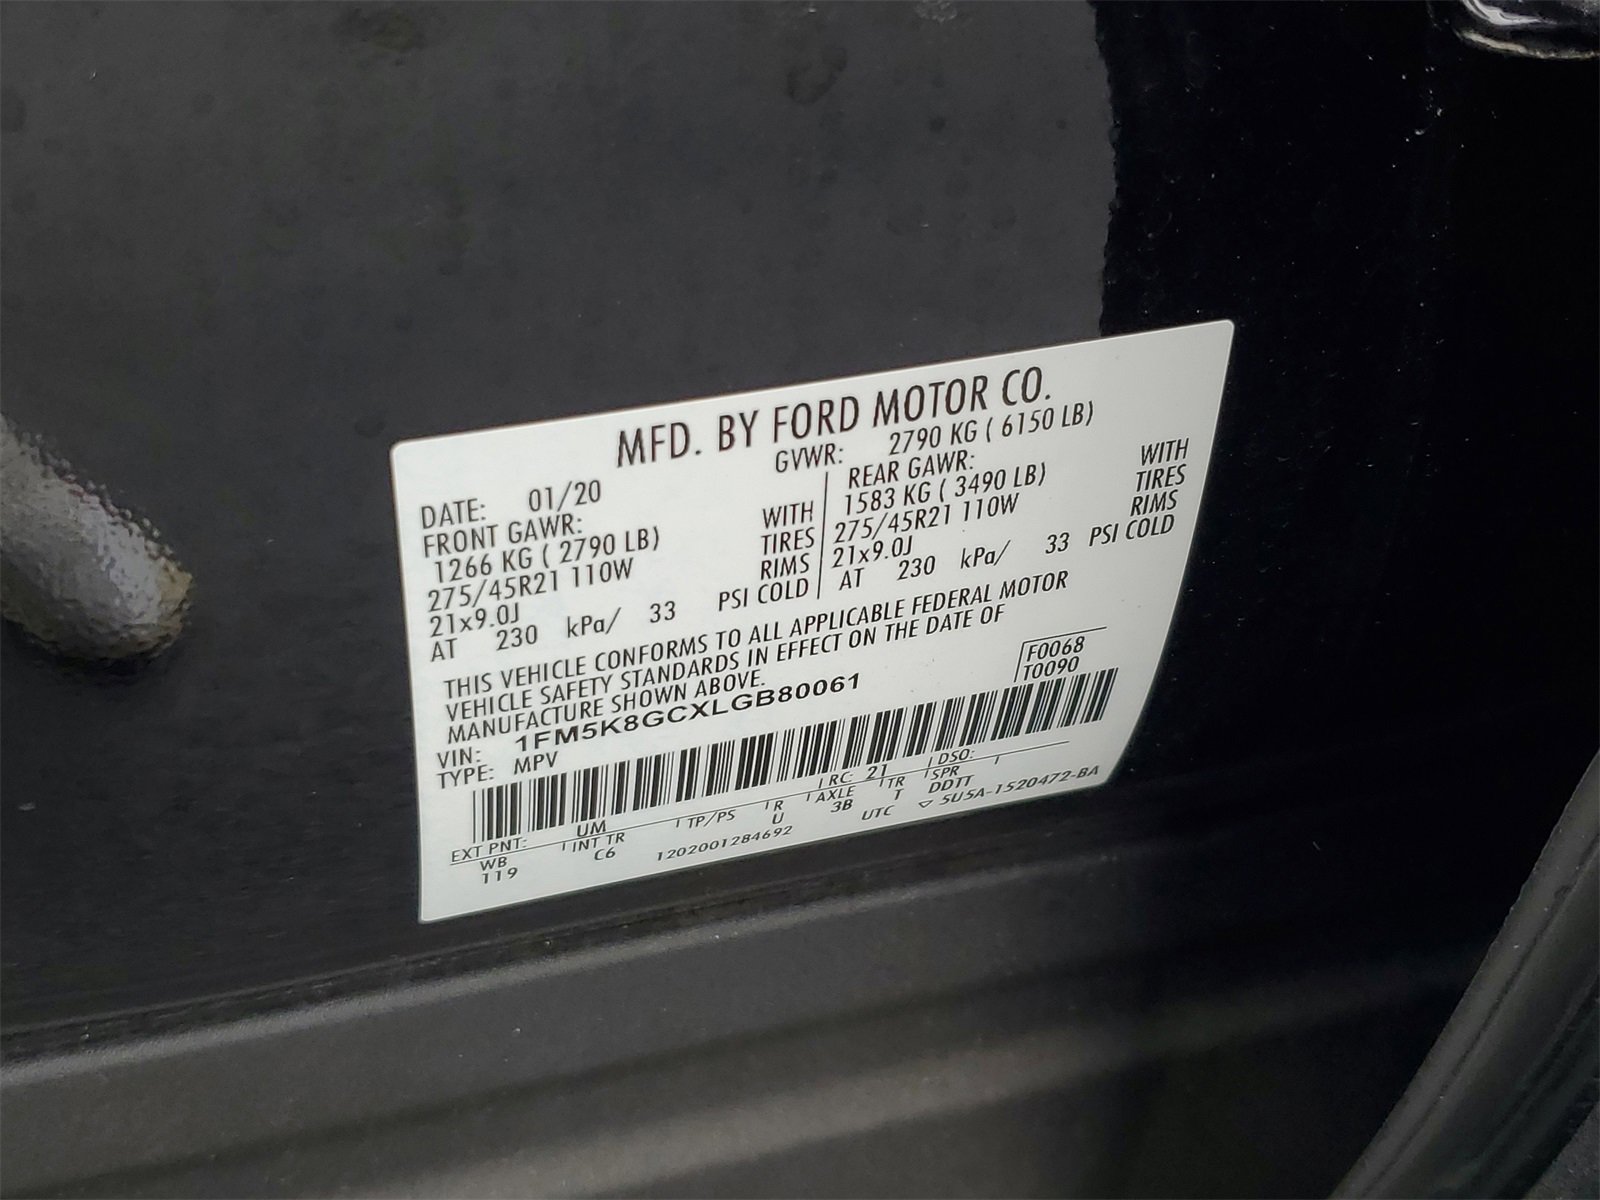 MFD. BY FORD MOTOR CO.
DATE: 01/20 GVWR: 2790 KG ( 6150 LB)
FRONT GAWR: REAR GAWR:
1266 KG ( 2790 LB) WITH 1583 KG ( 3490 LB) WITH
275/45R21 110W TIRES 275/45R21 110W TIRES
21x9.0J RIMS 21x9.0J RIMS
AT 230 kPa/ 33 PSI COLD AT 230 kPa/ 33 PSI COLD
THIS VEHICLE CONFORMS TO ALL APPLICABLE FEDERAL MOTOR
VEHICLE SAFETY STANDARDS IN EFFECT ON THE DATE OF
MANUFACTURE SHOWN ABOVE.
F0068
T0090
VIN: 1FM5K8GCXLGB80061
TYPE: MPV
EXT PNT: UM RC: 21 DSO:
WB INT TR TP/PS R AXLE TR SPR
119 C6 U 3B T DDTT
1202001284692 UTC ▽ 5U5A-1520472-BA